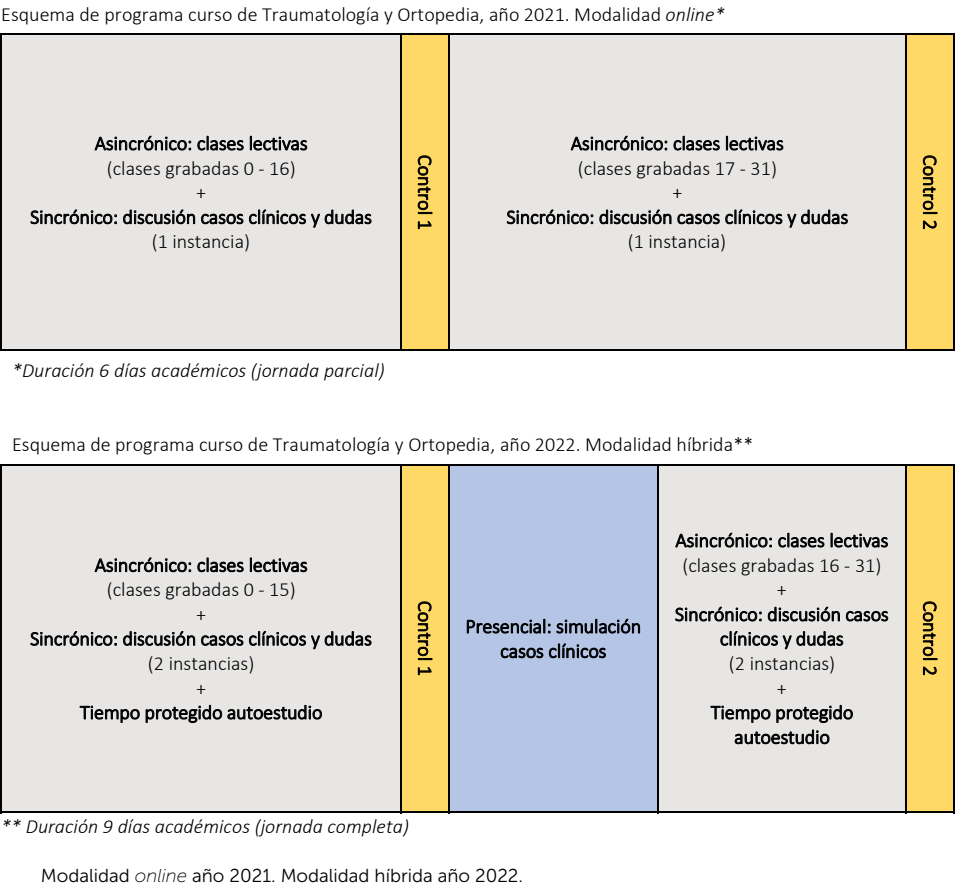 Esquema de programa curso de Traumatología y Ortopedia, año 2021. Modalidad online*
Asincrónico: clases lectivas
(clases grabadas 0 - 16)
+
Sincrónico: discusión casos clínicos y dudas
(1 instancia)
Control 1
Asincrónico: clases lectivas
(clases grabadas 17 - 31)
+
Sincrónico: discusión casos clínicos y dudas
(1 instancia)
Control 2
*Duración 6 días académicos (jornada parcial)
Esquema de programa curso de Traumatología y Ortopedia, año 2022. Modalidad híbrida**
Asincrónico: clases lectivas
(clases grabadas 0 - 15)
+
Sincrónico: discusión casos clínicos y dudas
(2 instancias)
+
Tiempo protegido autoestudio
Control 1
Presencial: simulación
casos clínicos
Asincrónico: clases lectivas
(clases grabadas 16 - 31)
+
Sincrónico: discusión casos
clínicos y dudas
(2 instancias)
+
Tiempo protegido
autoestudio
Control 2
** Duración 9 días académicos (jornada completa)
Modalidad online año 2021. Modalidad híbrida año 2022.